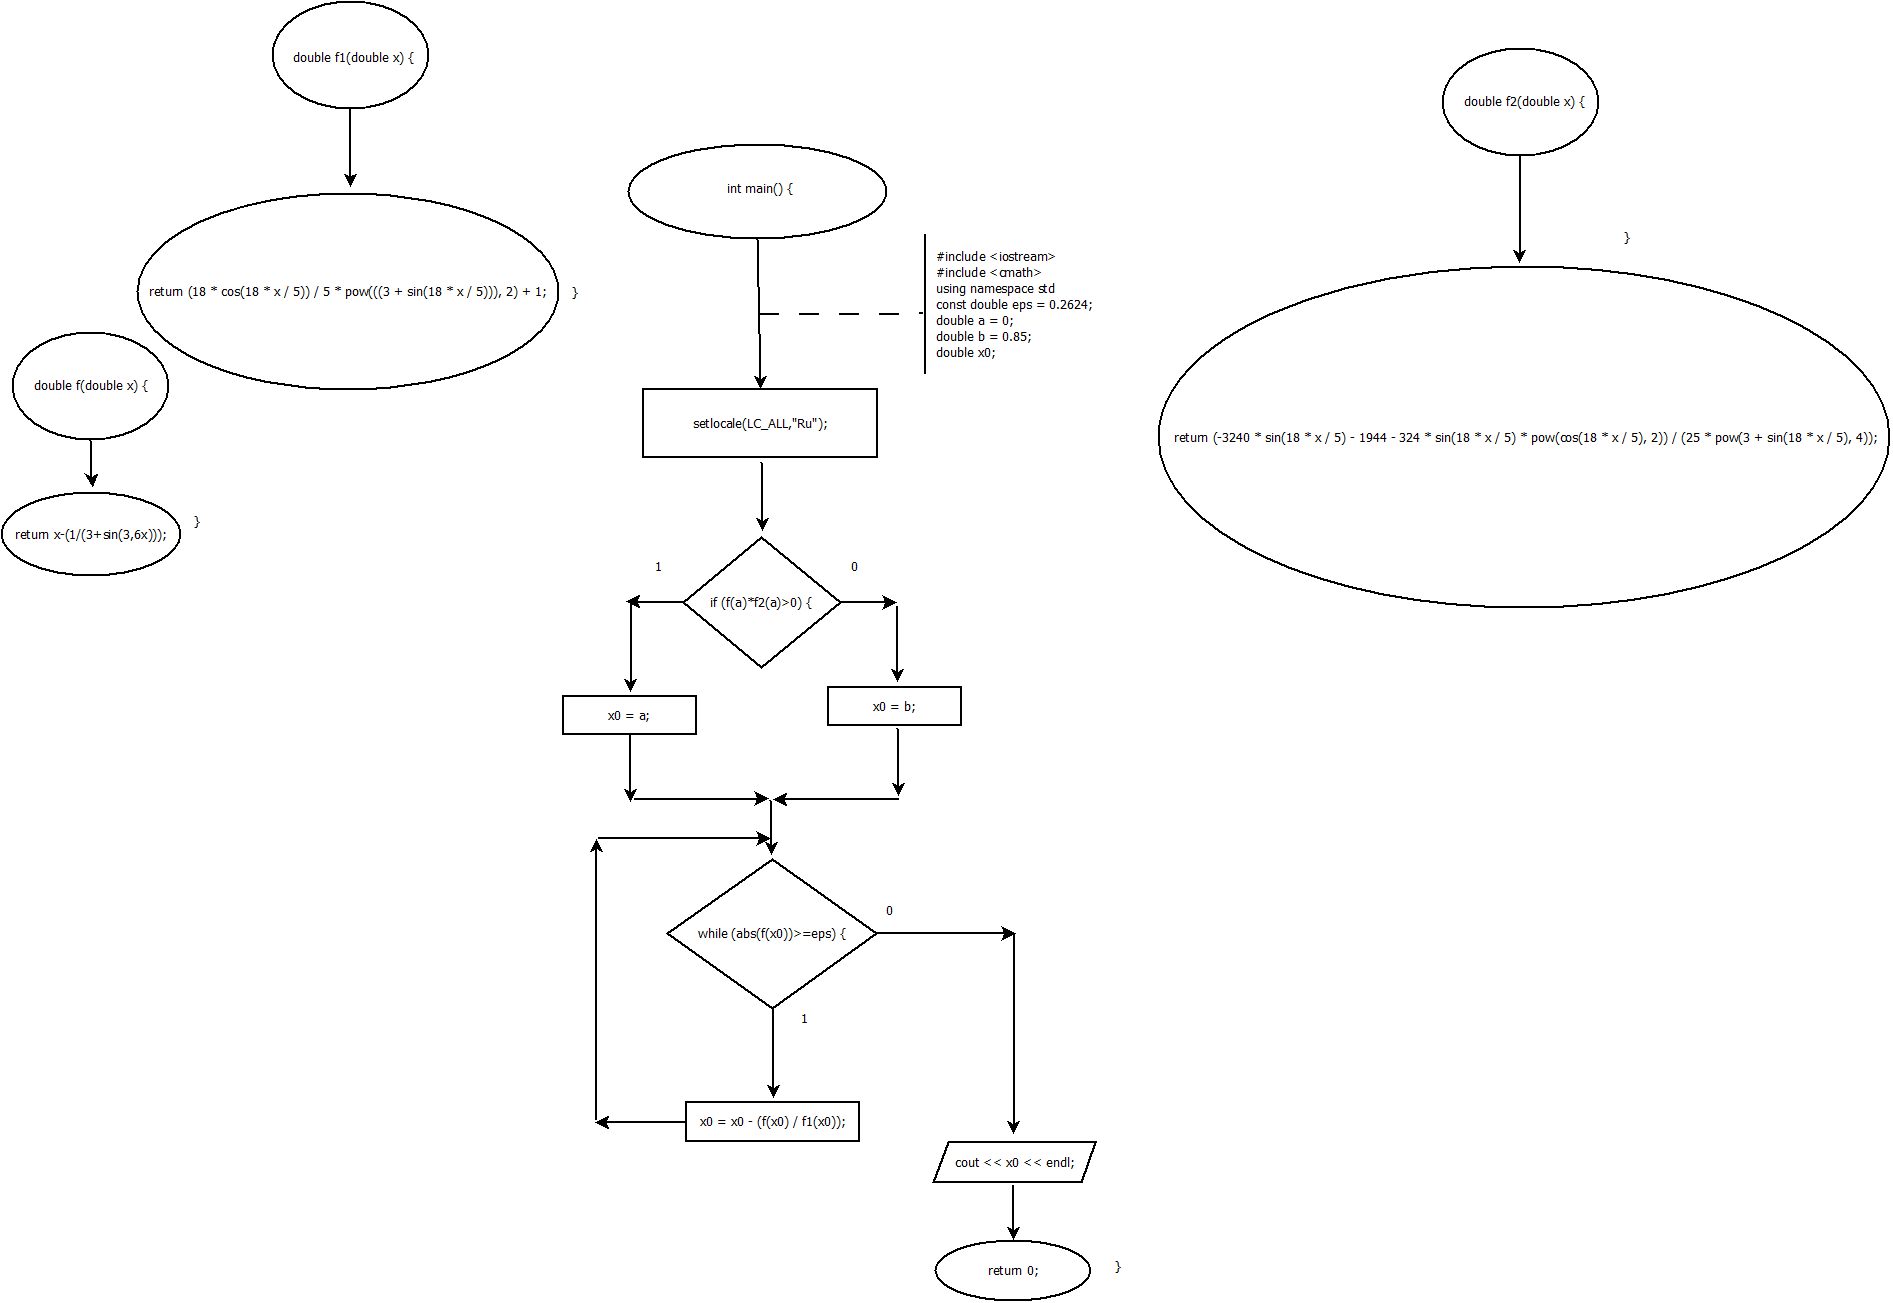 double f1(double x) {
return (18 * cos(18 * x / 5)) / 5 * pow(((3 + sin(18 * x / 5))), 2) + 1;
}
double f(double x) {
return x-(1/(3+sin(3,6x)));
}
int main() {
#include <iostream>
#include <cmath>
using namespace std
const double eps = 0.2624;
double a = 0;
double b = 0.85;
double x0;
setlocale(LC_ALL,"Ru");
1
0
if (f(a)*f2(a)>0) {
x0 = a;
x0 = b;
while (abs(f(x0))>=eps) {
0
1
x0 = x0 - (f(x0) / f1(x0));
cout << x0 << endl;
return 0;
}
double f2(double x) {
}
return (-3240 * sin(18 * x / 5) - 1944 - 324 * sin(18 * x / 5) * pow(cos(18 * x / 5), 2)) / (25 * pow(3 + sin(18 * x / 5), 4));